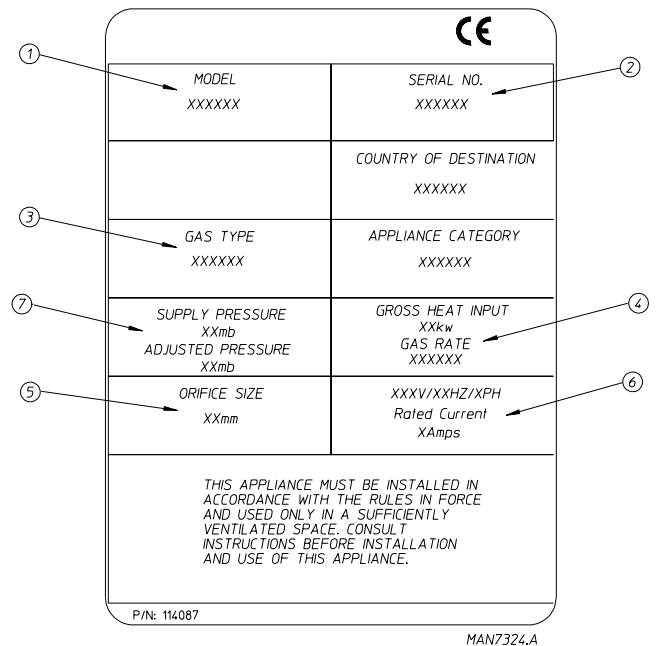 CE
1
2
MODEL
XXXXXX
SERIAL NO.
XXXXXX
COUNTRY OF DESTINATION
XXXXXX
3
GAS TYPE
XXXXXX
APPLIANCE CATEGORY
XXXXXX
7
4
SUPPLY PRESSURE
XXmb
ADJUSTED PRESSURE
XXmb
GROSS HEAT INPUT
XXkw
GAS RATE
XXXXXX
5
6
ORIFICE SIZE
XXmm
XXXV/XXHZ/XPH
Rated Current
XAmps
THIS APPLIANCE MUST BE INSTALLED IN
ACCORDANCE WITH THE RULES IN FORCE
AND USED ONLY IN A SUFFICIENTLY
VENTILATED SPACE. CONSULT
INSTRUCTIONS BEFORE INSTALLATION
AND USE OF THIS APPLIANCE.
P/N: 114087
MAN7324,A